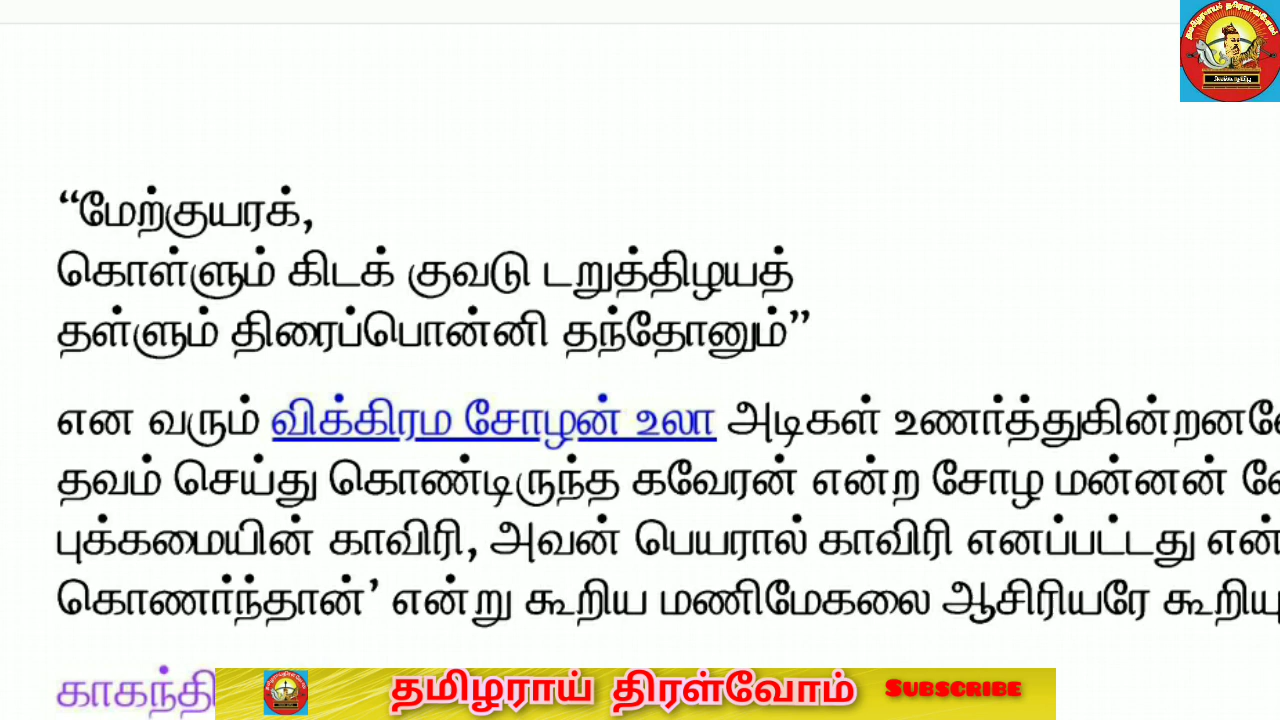 “மேற்குயரக்,
கொள்ளும் கிடக் குவடு டறுத்திழயத்
தள்ளும் திரைப்பொன்னி தந்தோனும்”
என வரும் விக்கிரம சோழன் உலா அடிகள் உணர்த்துகின்றன
தவம் செய்து கொண்டிருந்த கவேரன் என்ற சோழ மன்னன்
புக்கமையின் காவிரி, அவன் பெயரால் காவிரி எனப்பட்டது
கொணர்ந்தான்’ என்று கூறிய மணிமேகலை ஆசிரியரே
காகந்தி
தமிழராய் திரள்வோம் SUBSCRIBE